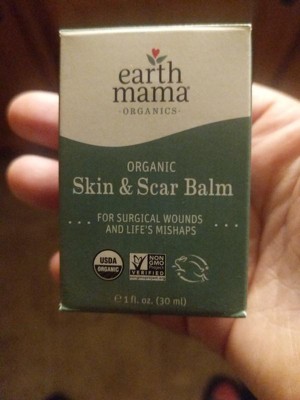 earth
mama®
·ORGANICS·
ORGANIC
Skin & Scar Balm
... FOR SURGICAL WOUNDS ...
AND LIFE'S MISHAPS
USDA
ORGANIC
NON
GMO
VERIFIED
℮ 1 fl. oz. (30 ml)